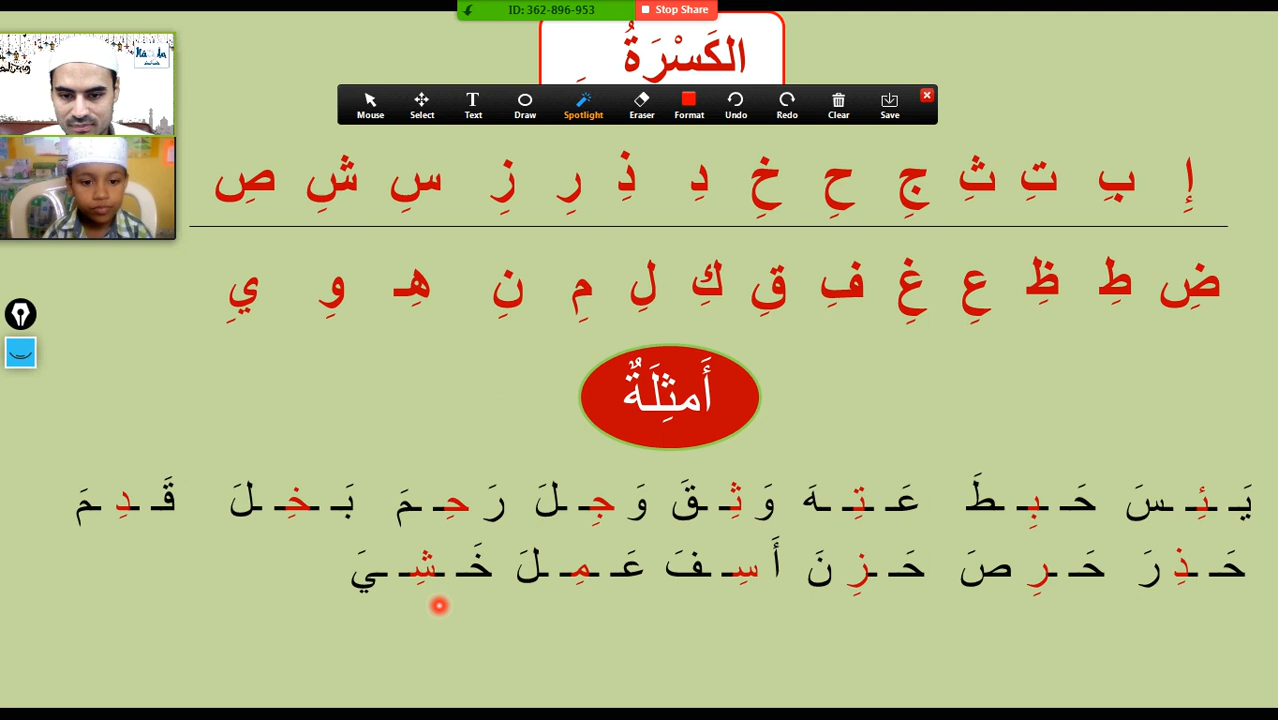 ID: 362-896-953 Stop Share
الكَسْرَةُ ــِ
Mouse Select Text Draw Spotlight Eraser Format Undo Redo Clear Save
إِ بِ تِ ثِ جِ حِ خِ دِ ذِ رِ زِ سِ شِ صِ
ضِ طِ ظِ عِ غِ فِ قِ كِ لِ مِ نِ هِـ وِ يِ
أَمثِلَةٌ
يَـئِـسَ حَـبِـطَ عَـتِـهَ وَثِـقَ وَجِـلَ رَحِـمَ بَـخِـلَ قَـدِمَ
حَـذِرَ حَـرِصَ حَـزِنَ أَسِـفَ عَـمِـلَ خَـشِـيَ